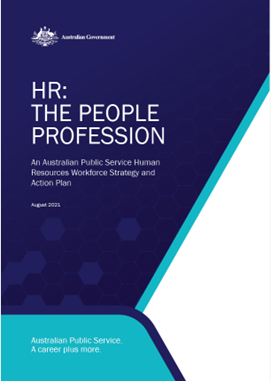 Australian Government
HR:
THE PEOPLE
PROFESSION
An Australian Public Service Human
Resources Workforce Strategy and
Action Plan
August 2021
Australian Public Service.
A career plus more.